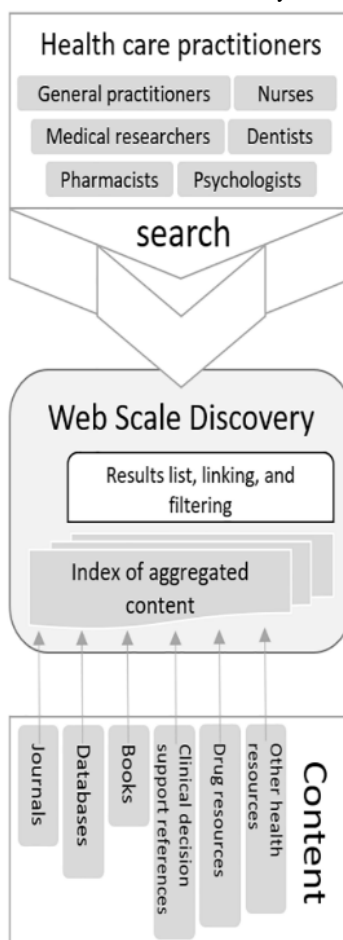 Health care practitioners
General practitioners
Nurses
Medical researchers
Dentists
Pharmacists
Psychologists
search
Web Scale Discovery
Results list, linking, and
filtering
Index of aggregated
content
Journals
Databases
Books
Clinical decision
support references
Drug resources
Other health
resources
Content